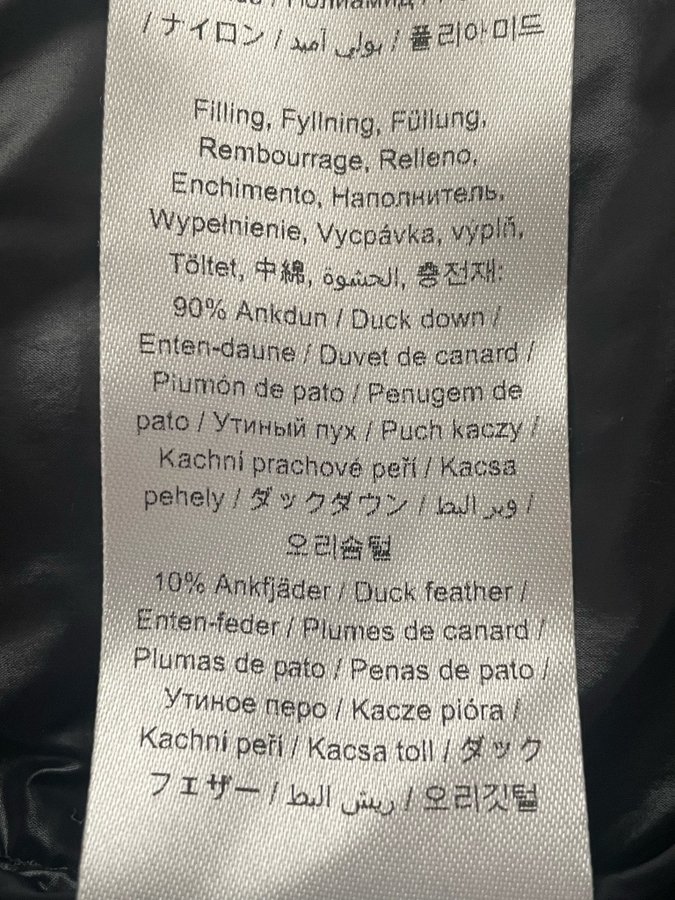 / Полиамид /
/ ナイロン / بولي أميد / 폴리아미드
Filling, Fyllning, Füllung,
Rembourrage, Relleno,
Enchimento, Наполнитель,
Wypełnienie, Vycpávka, výplň,
Töltet, 中綿, الحشوة, 충전재:
90% Ankdun / Duck down /
Enten-daune / Duvet de canard /
Piumón de pato / Penugem de
pato / Утиный пух / Puch kaczy /
Kachní prachové peří / Kacsa
pehely / ダックダウン / وبر البط /
오리솜털
10% Ankfjäder / Duck feather /
Enten-feder / Plumes de canard /
Plumas de pato / Penas de pato /
Утиное перо / Kacze pióra /
Kachní peří / Kacsa toll / ダック
フェザー / ريش البط / 오리깃털